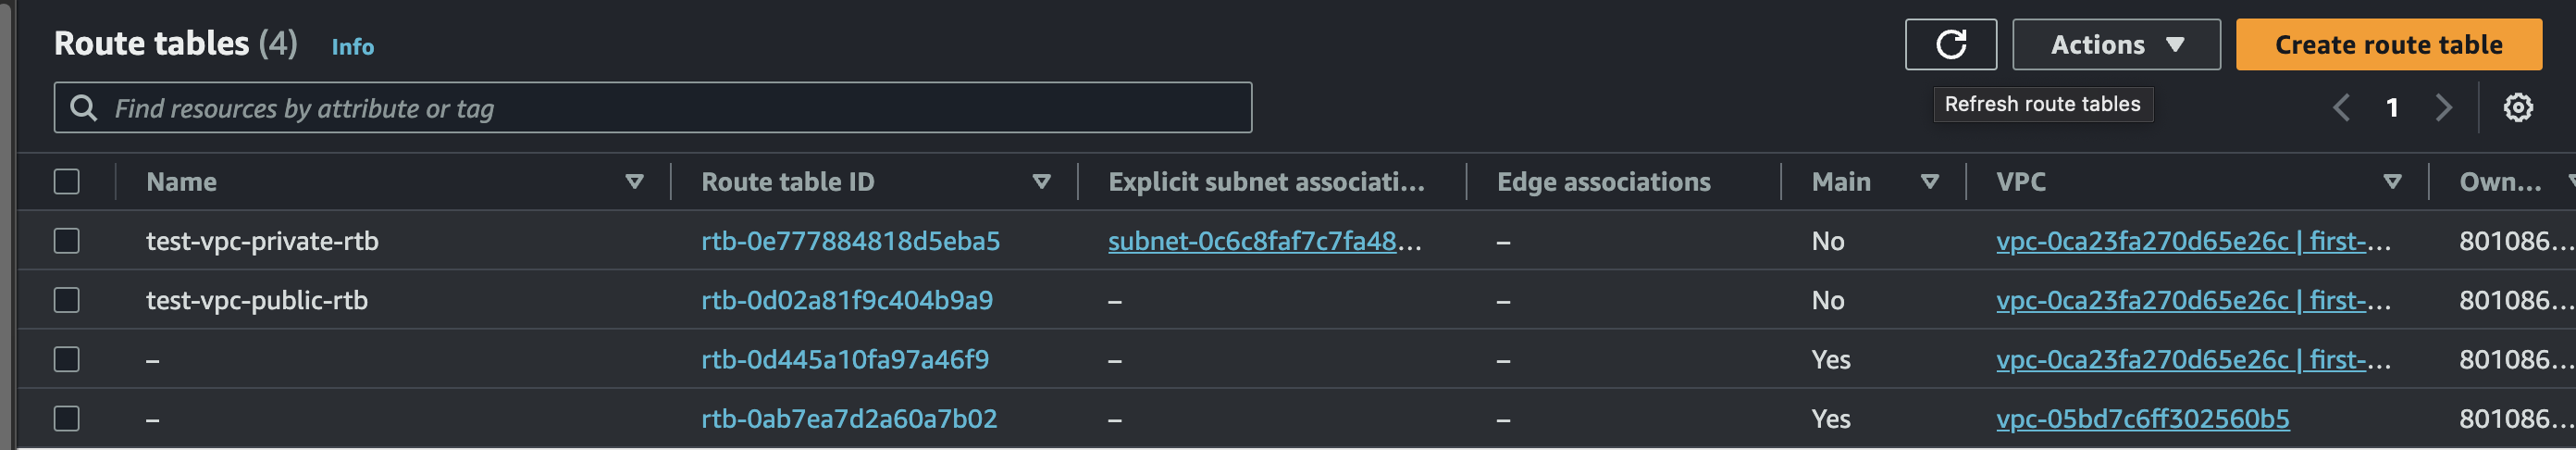 Route tables (4) Info
Actions
Create route table
Find resources by attribute or tag
Refresh route tables
1
Name Route table ID Explicit subnet associati... Edge associations Main VPC Own...
test-vpc-private-rtb rtb-0e777884818d5eba5 subnet-0c6c8faf7c7fa48... – No vpc-0ca23fa270d65e26c | first-... 801086...
test-vpc-public-rtb rtb-0d02a81f9c404b9a9 – – No vpc-0ca23fa270d65e26c | first-... 801086...
– rtb-0d445a10fa97a46f9 – – Yes vpc-0ca23fa270d65e26c | first-... 801086...
– rtb-0ab7ea7d2a60a7b02 – – Yes vpc-05bd7c6ff302560b5 801086...